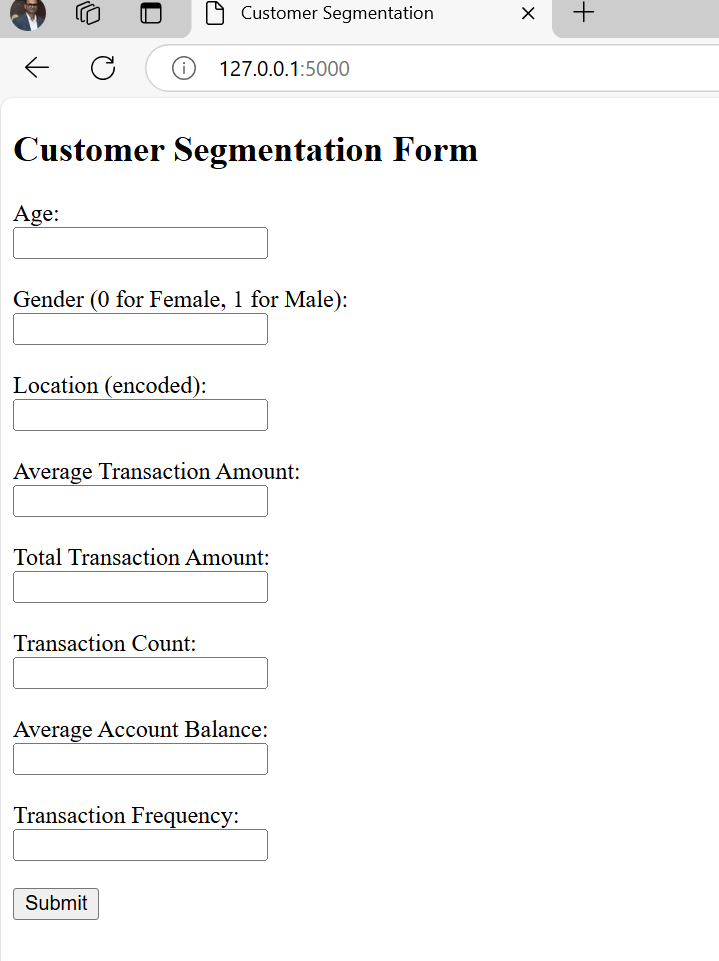 Customer Segmentation
127.0.0.1:5000
Customer Segmentation Form
Age:
Gender (0 for Female, 1 for Male):
Location (encoded):
Average Transaction Amount:
Total Transaction Amount:
Transaction Count:
Average Account Balance:
Transaction Frequency:
Submit